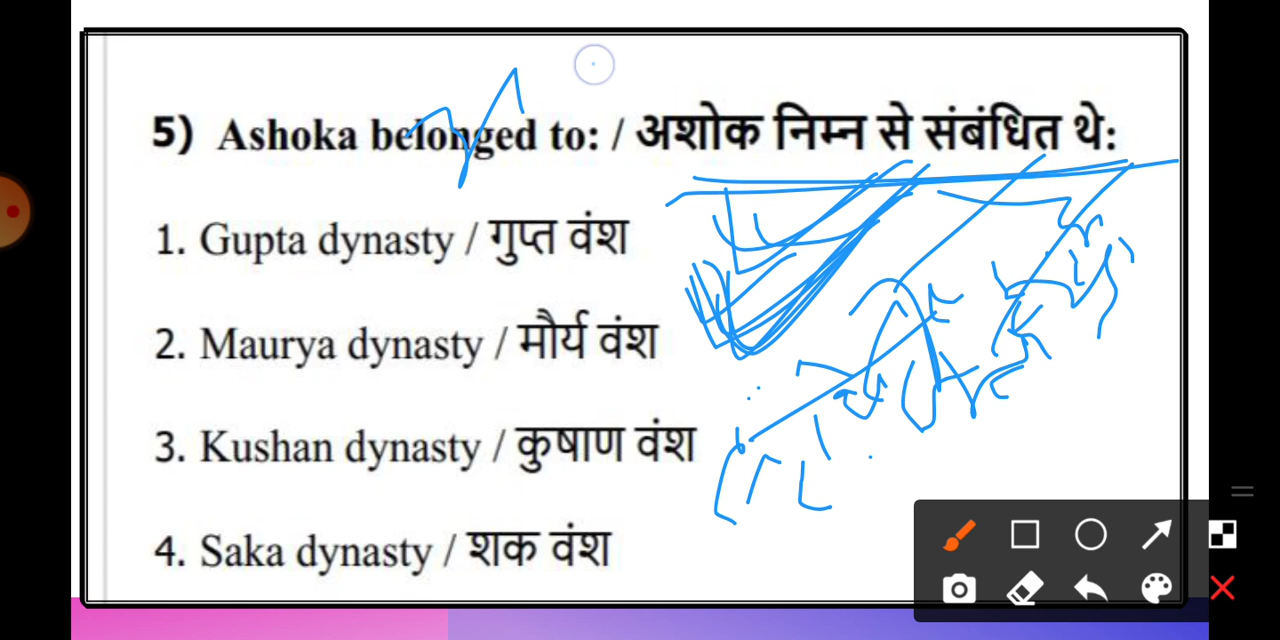 5) Ashoka belonged to: / अशोक निम्न से संबंधित थे:
1. Gupta dynasty / गुप्त वंश
2. Maurya dynasty / मौर्य वंश
3. Kushan dynasty / कुषाण वंश
4. Saka dynasty / शक वंश